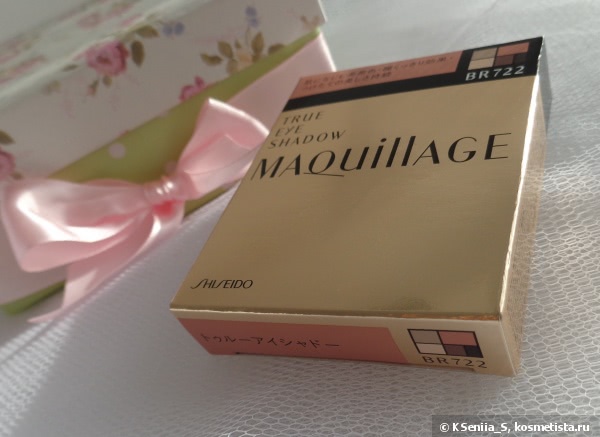 BR722
TRUE
EYE
SHADOW
MAQuillAGE
SHISEIDO
トゥルーアイシャドー
BR722
© KSeniia_S, kosmetista.ru